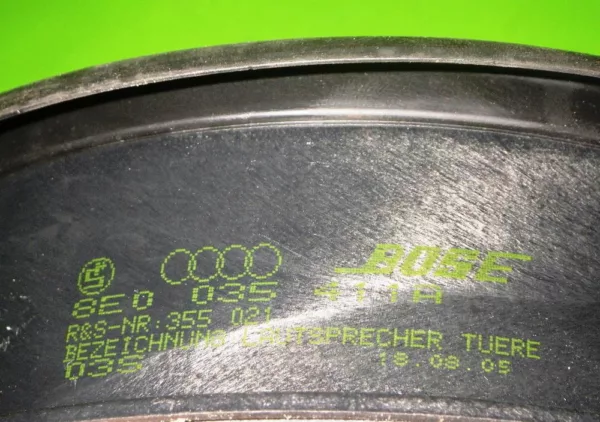 BOSE
8E0 035 411A
R&S-NR: 355 021
BEZEICHNUNG LAUTSPRECHER TUERE
035 18.08.05